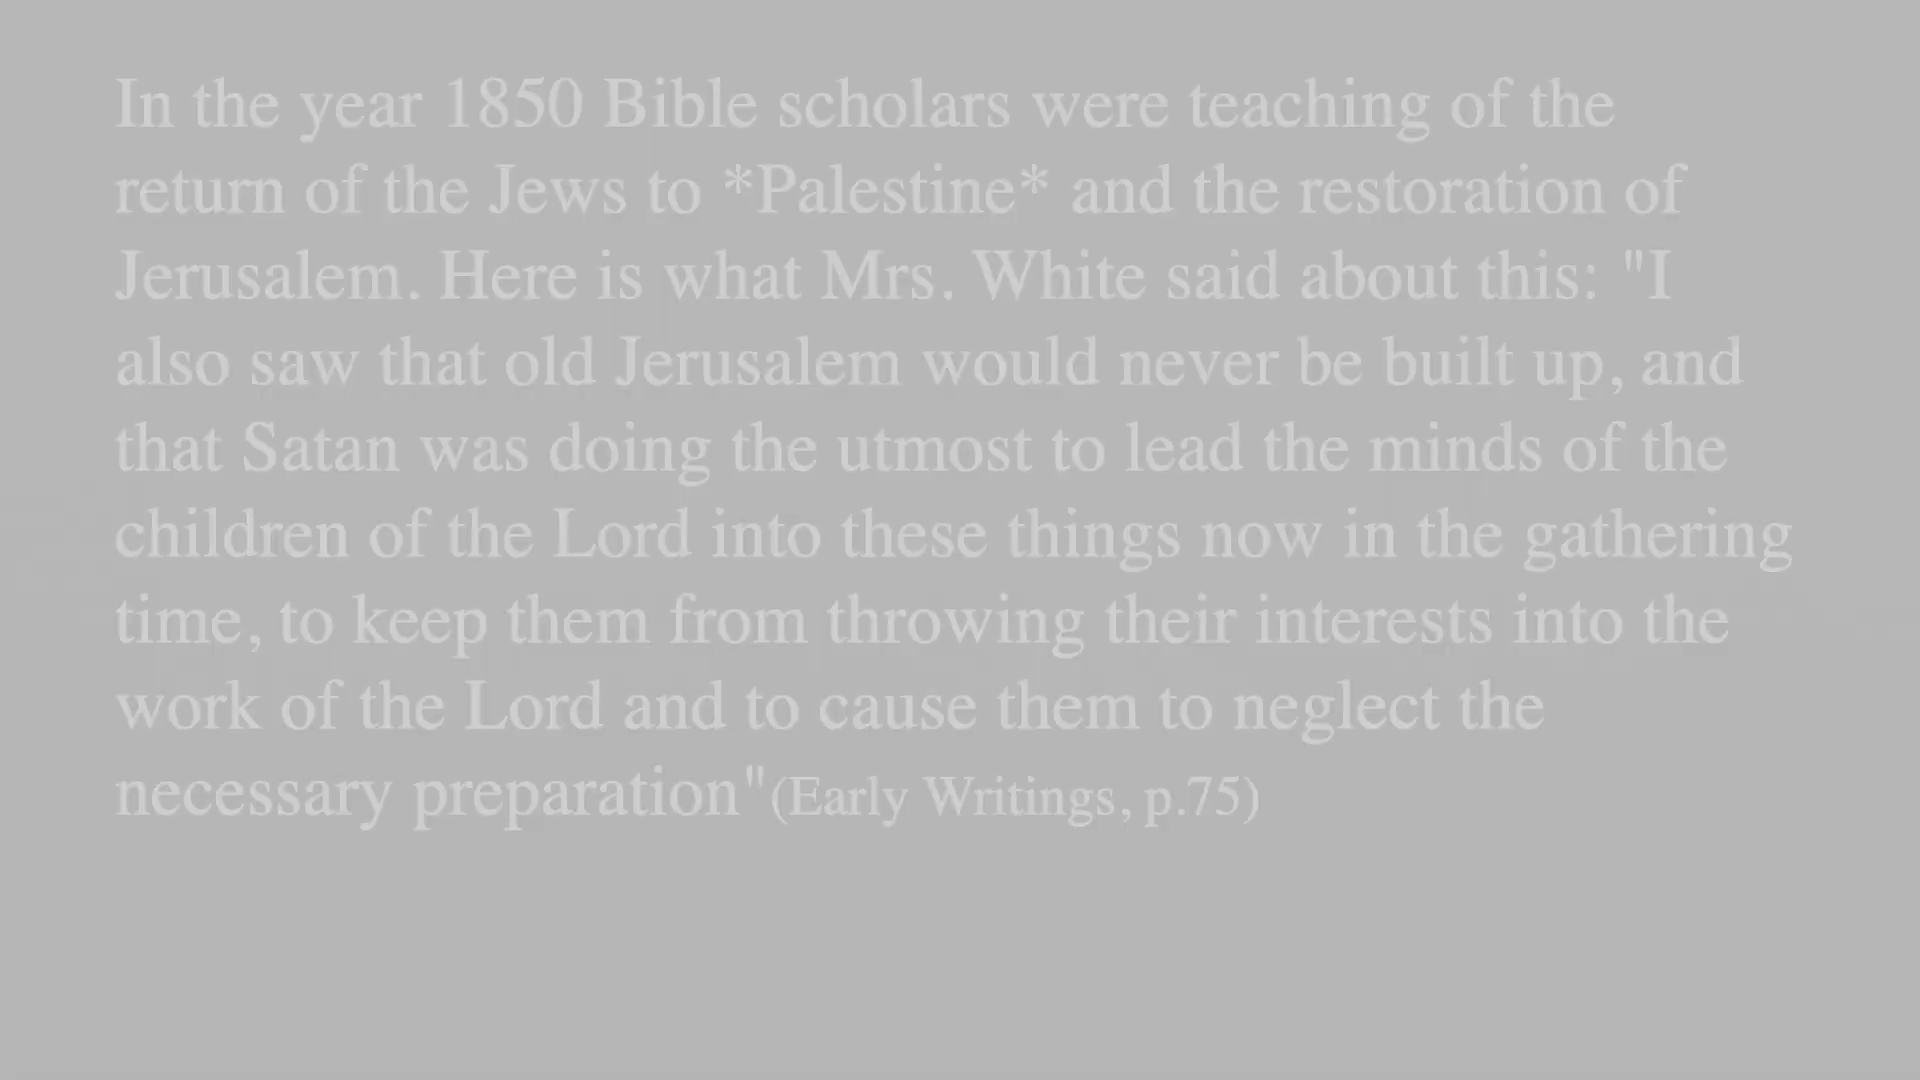 In the year 1850 Bible scholars were teaching of the
return of the Jews to *Palestine* and the restoration of
Jerusalem. Here is what Mrs. White said about this: "I
also saw that old Jerusalem would never be built up, and
that Satan was doing the utmost to lead the minds of the
children of the Lord into these things now in the gathering
time, to keep them from throwing their interests into the
work of the Lord and to cause them to neglect the
necessary preparation"(Early Writings, p.75)